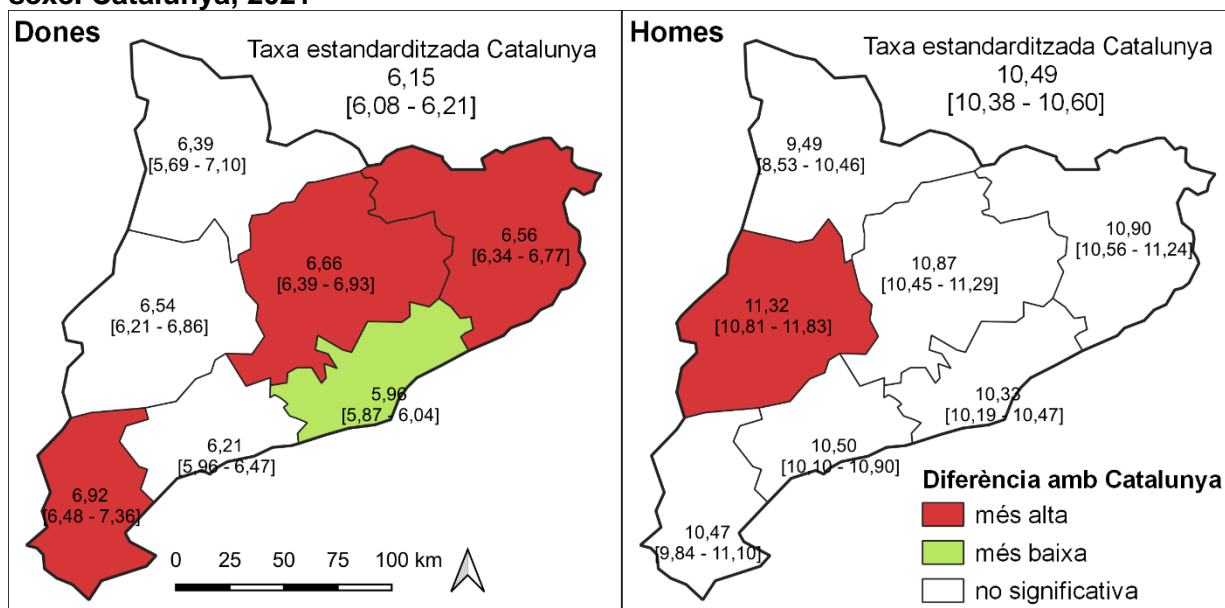 sexe. Catalunya, 2021
Dones
Taxa estandarditzada Catalunya
6,15
[6,08 - 6,21]
6,39
[5,69 - 7,10]
6,56
[6,34 - 6,77]
6,66
[6,39 - 6,93]
6,54
[6,21 - 6,86]
5,96
[5,87 - 6,04]
6,21
[5,96 - 6,47]
6,92
[6,48 - 7,36]
0 25 50 75 100 km
Homes
Taxa estandarditzada Catalunya
10,49
[10,38 - 10,60]
9,49
[8,53 - 10,46]
10,90
[10,56 - 11,24]
10,87
[10,45 - 11,29]
11,32
[10,81 - 11,83]
10,33
[10,19 - 10,47]
10,50
[10,10 - 10,90]
10,47
[9,84 - 11,10]
Diferència amb Catalunya
més alta
més baixa
no significativa